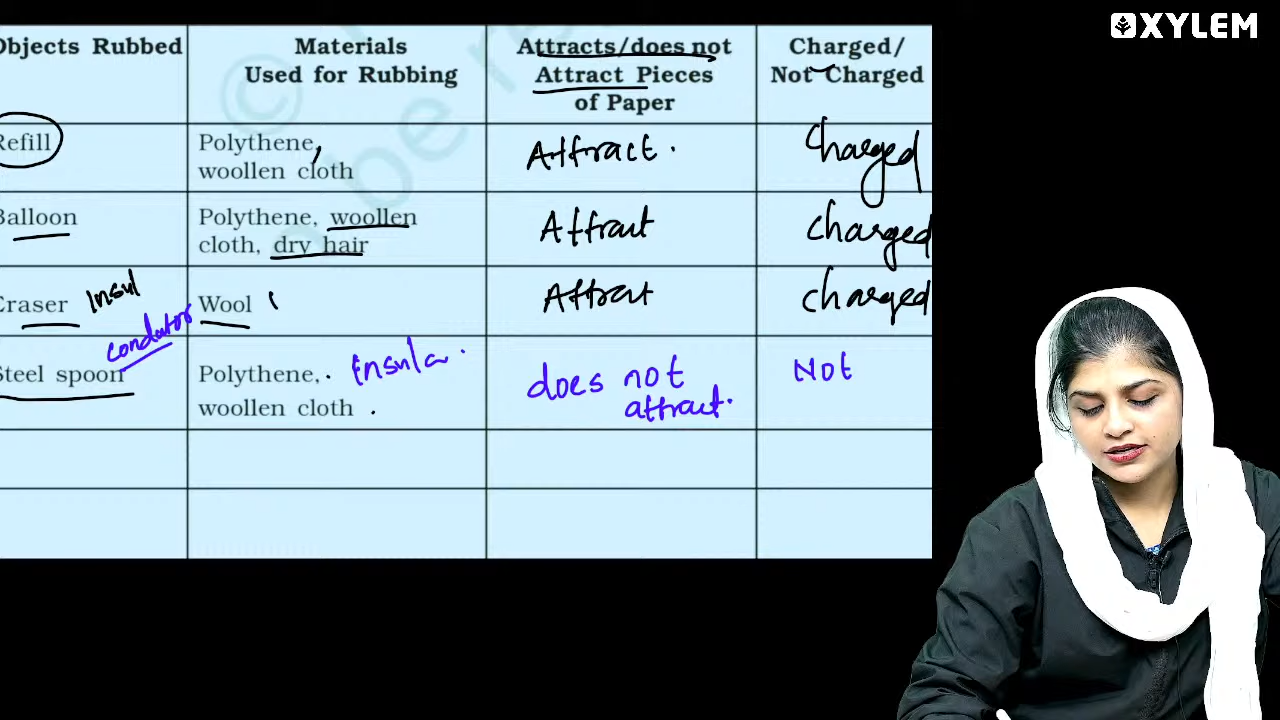 XYLEM
Objects Rubbed
Materials
Used for Rubbing
Attracts/does not
Attract Pieces
of Paper
Charged/
Not Charged
Refill
Polythene,
woollen cloth
Attract.
Charged
Balloon
Polythene, woollen
cloth, dry hair
Attract
charged
Eraser
Insul
Wool
Attract
charged
conductor
Steel spoon
Polythene,
woollen cloth
Insula
does not
attract.
Not